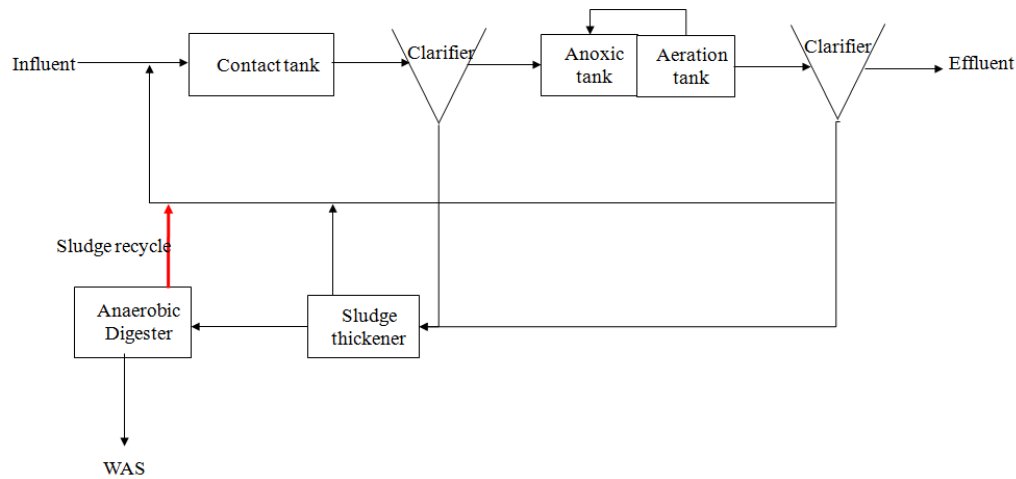 Influent
Contact tank
Clarifier
Anoxic
tank
Aeration
tank
Clarifier
Effluent
Sludge recycle
Anaerobic
Digester
Sludge
thickener
WAS